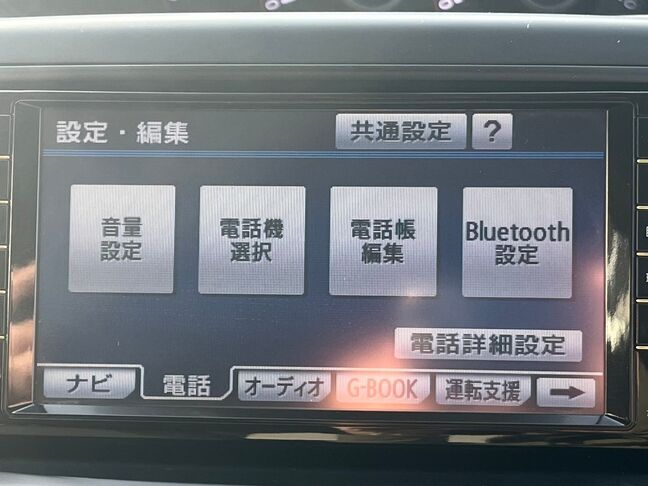 設定・編集
共通設定
?
音量
設定
電話機
選択
電話帳
編集
Bluetooth
設定
電話詳細設定
ナビ
電話
オーディオ
G-BOOK
運転支援
→